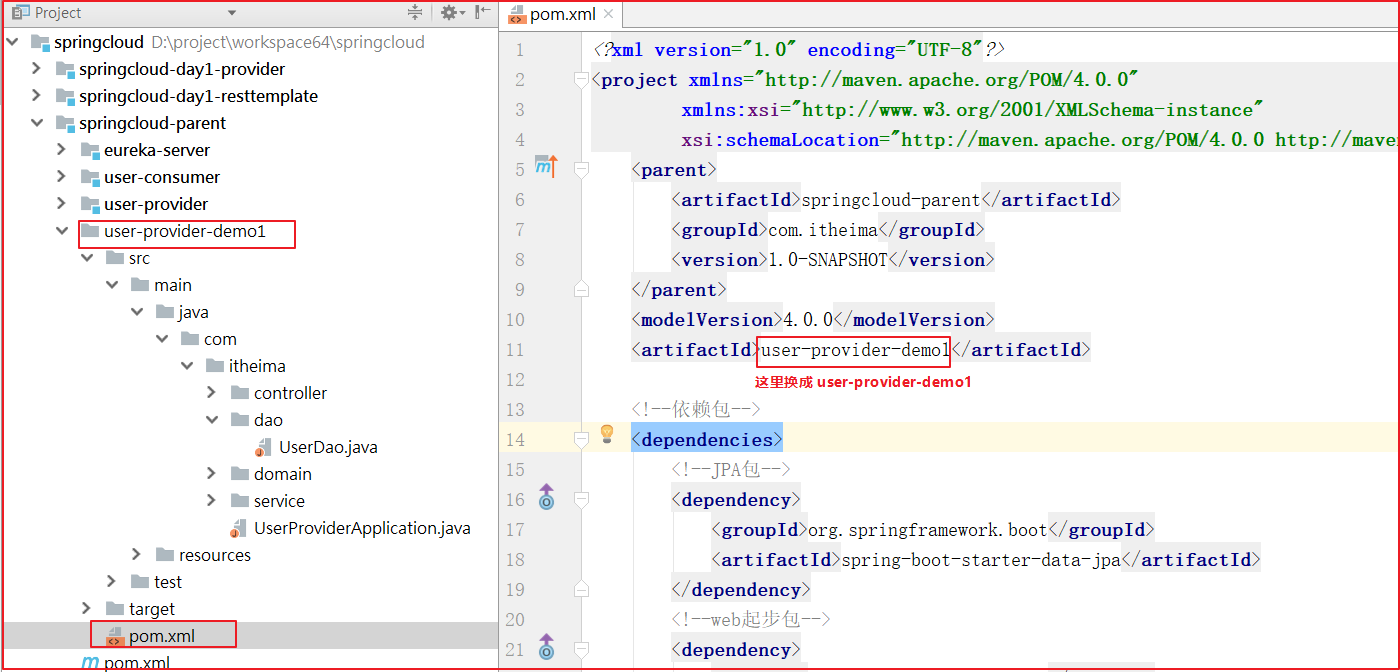 Project
springcloud D:\project\workspace64\springcloud
springcloud-day1-provider
springcloud-day1-resttemplate
springcloud-parent
eureka-server
user-consumer
user-provider
user-provider-demo1
src
main
java
com
itheima
controller
dao
UserDao.java
domain
service
UserProviderApplication.java
resources
test
target
pom.xml
pom.xml
pom.xml
1 <?xml version="1.0" encoding="UTF-8"?>
2 <project xmlns="http://maven.apache.org/POM/4.0.0"
3 xmlns:xsi="http://www.w3.org/2001/XMLSchema-instance"
4 xsi:schemaLocation="http://maven.apache.org/POM/4.0.0 http://maven
5 <parent>
6 <artifactId>springcloud-parent</artifactId>
7 <groupId>com.itheima</groupId>
8 <version>1.0-SNAPSHOT</version>
9 </parent>
10 <modelVersion>4.0.0</modelVersion>
11 <artifactId>user-provider-demo1</artifactId>
这里换成 user-provider-demo1
12
13 <!--依赖包-->
14 <dependencies>
15 <!--JPA包-->
16 <dependency>
17 <groupId>org.springframework.boot</groupId>
18 <artifactId>spring-boot-starter-data-jpa</artifactId>
19 </dependency>
20 <!--web起步包-->
21 <dependency>